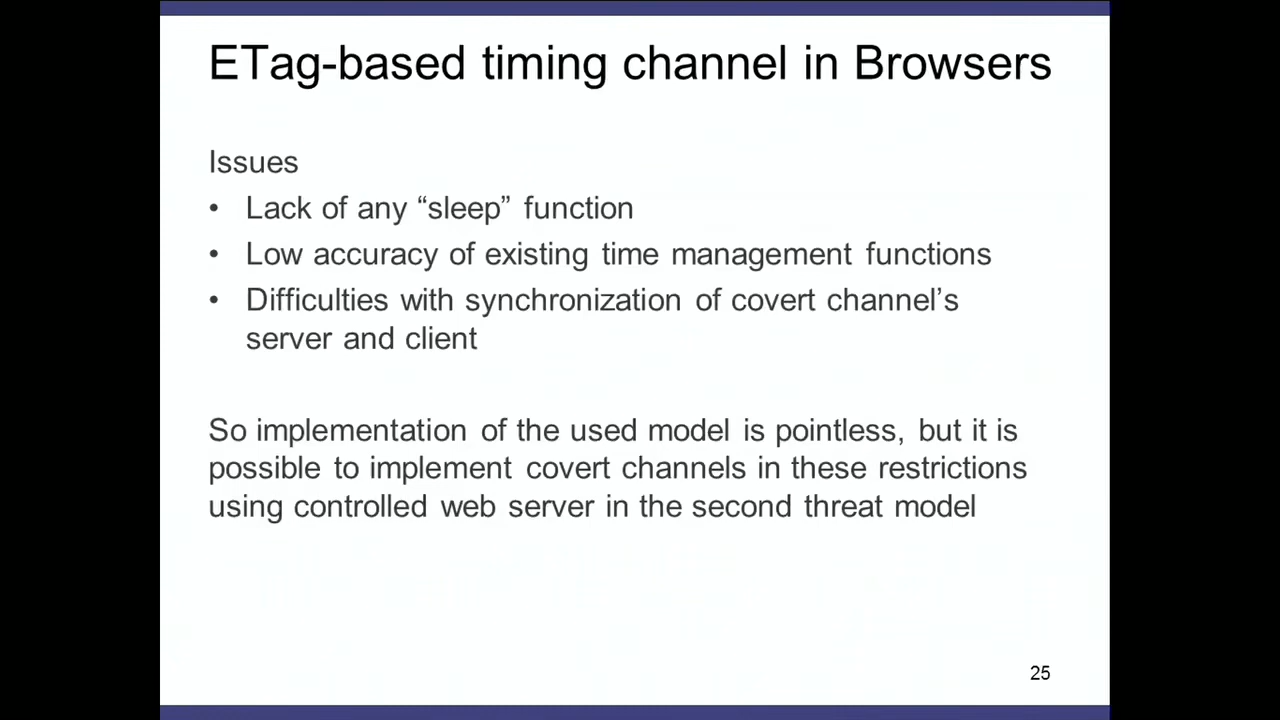 ETag-based timing channel in Browsers
Issues
• Lack of any “sleep” function
• Low accuracy of existing time management functions
• Difficulties with synchronization of covert channel’s
server and client
So implementation of the used model is pointless, but it is
possible to implement covert channels in these restrictions
using controlled web server in the second threat model
25